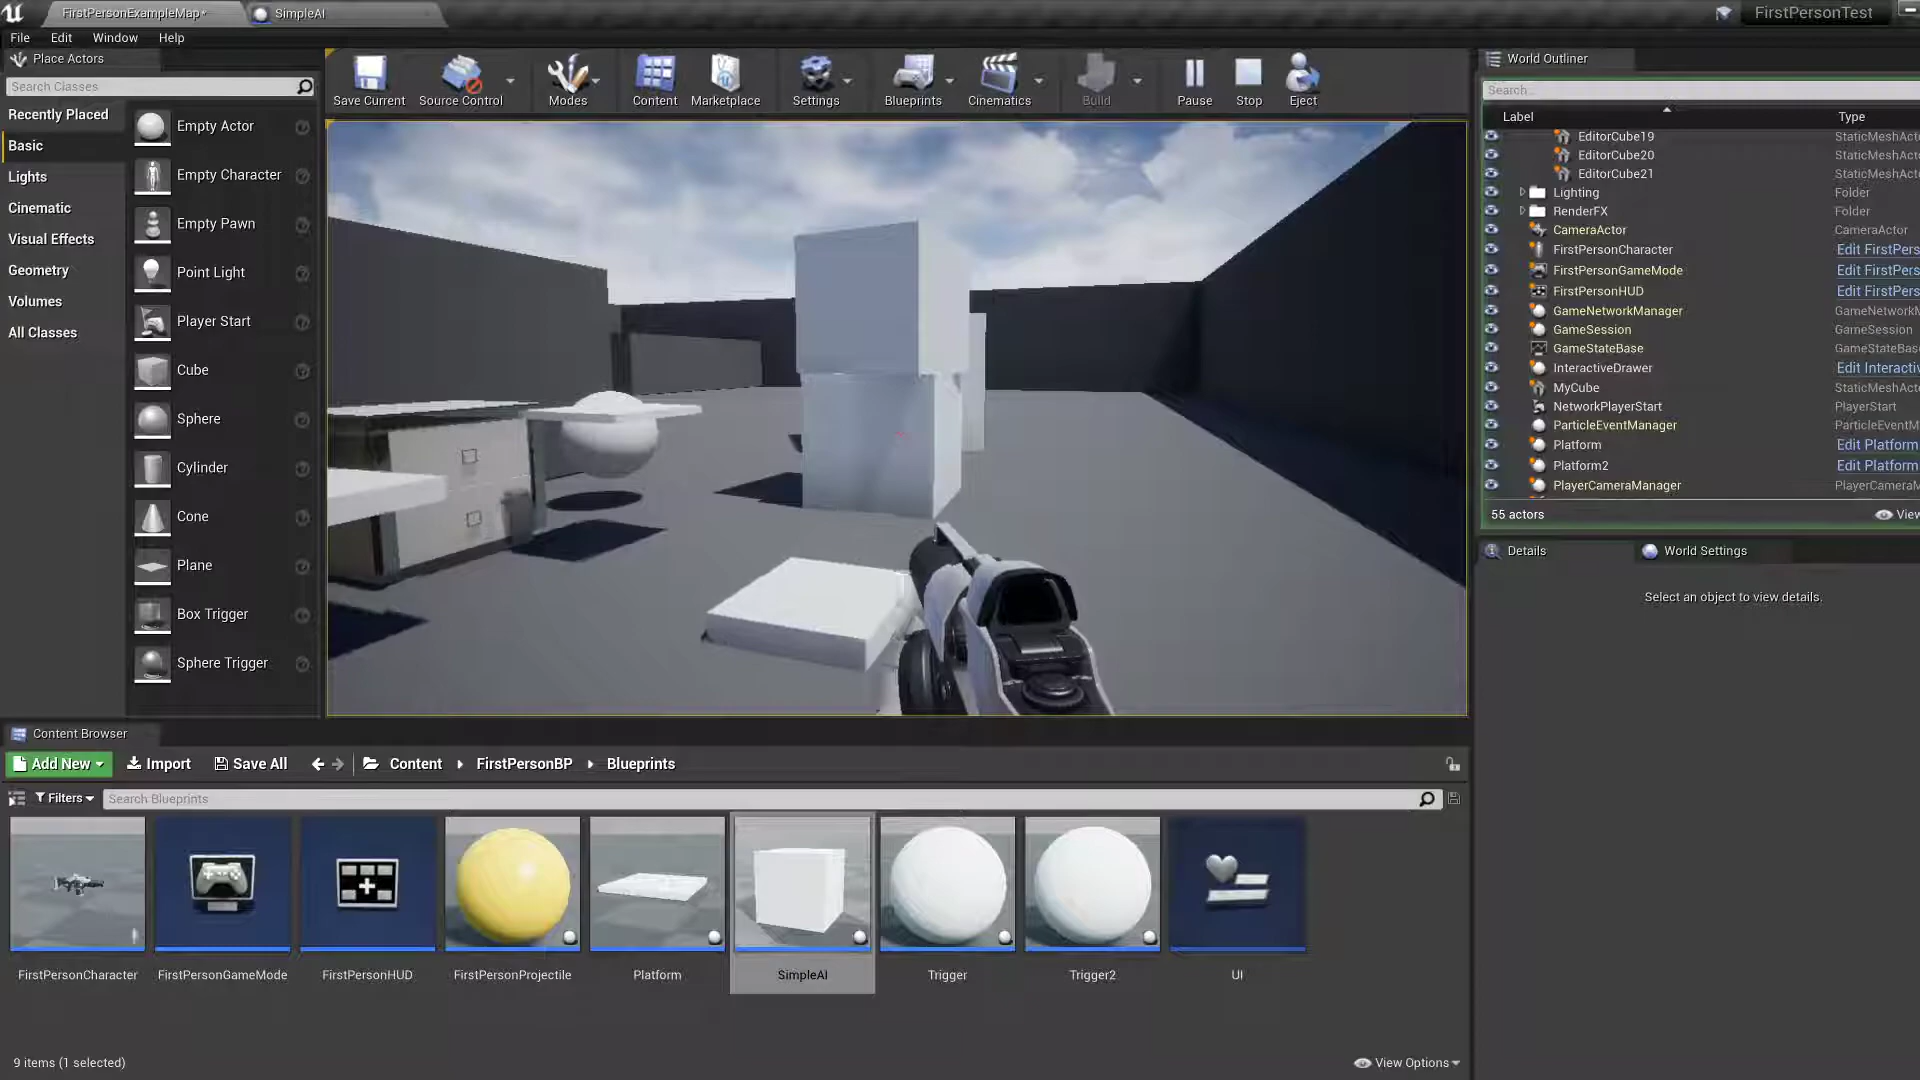 FirstPersonExampleMap*
SimpleAI
FirstPersonTest
File Edit Window Help
Place Actors
Search Classes
Recently Placed
Basic
Lights
Cinematic
Visual Effects
Geometry
Volumes
All Classes
Empty Actor
Empty Character
Empty Pawn
Point Light
Player Start
Cube
Sphere
Cylinder
Cone
Plane
Box Trigger
Sphere Trigger
Save Current
Source Control
Modes
Content
Marketplace
Settings
Blueprints
Cinematics
Build
Pause
Stop
Eject
World Outliner
Search...
Label Type
EditorCube19 StaticMeshAct
EditorCube20 StaticMeshAct
EditorCube21 StaticMeshAct
Lighting Folder
RenderFX Folder
CameraActor CameraActor
FirstPersonCharacter Edit FirstPers
FirstPersonGameMode Edit FirstPers
FirstPersonHUD Edit FirstPers
GameNetworkManager GameNetworkM
GameSession GameSession
GameStateBase GameStateBas
InteractiveDrawer Edit Interacti
MyCube StaticMeshAct
NetworkPlayerStart PlayerStart
ParticleEventManager ParticleEventM
Platform Edit Platform
Platform2 Edit Platform
PlayerCameraManager PlayerCameraM
55 actors View
Details
World Settings
Select an object to view details.
Content Browser
Add New Import Save All Content FirstPersonBP Blueprints
Filters Search Blueprints
FirstPersonCharacter
FirstPersonGameMode
FirstPersonHUD
FirstPersonProjectile
Platform
SimpleAI
Trigger
Trigger2
UI
9 items (1 selected)
View Options